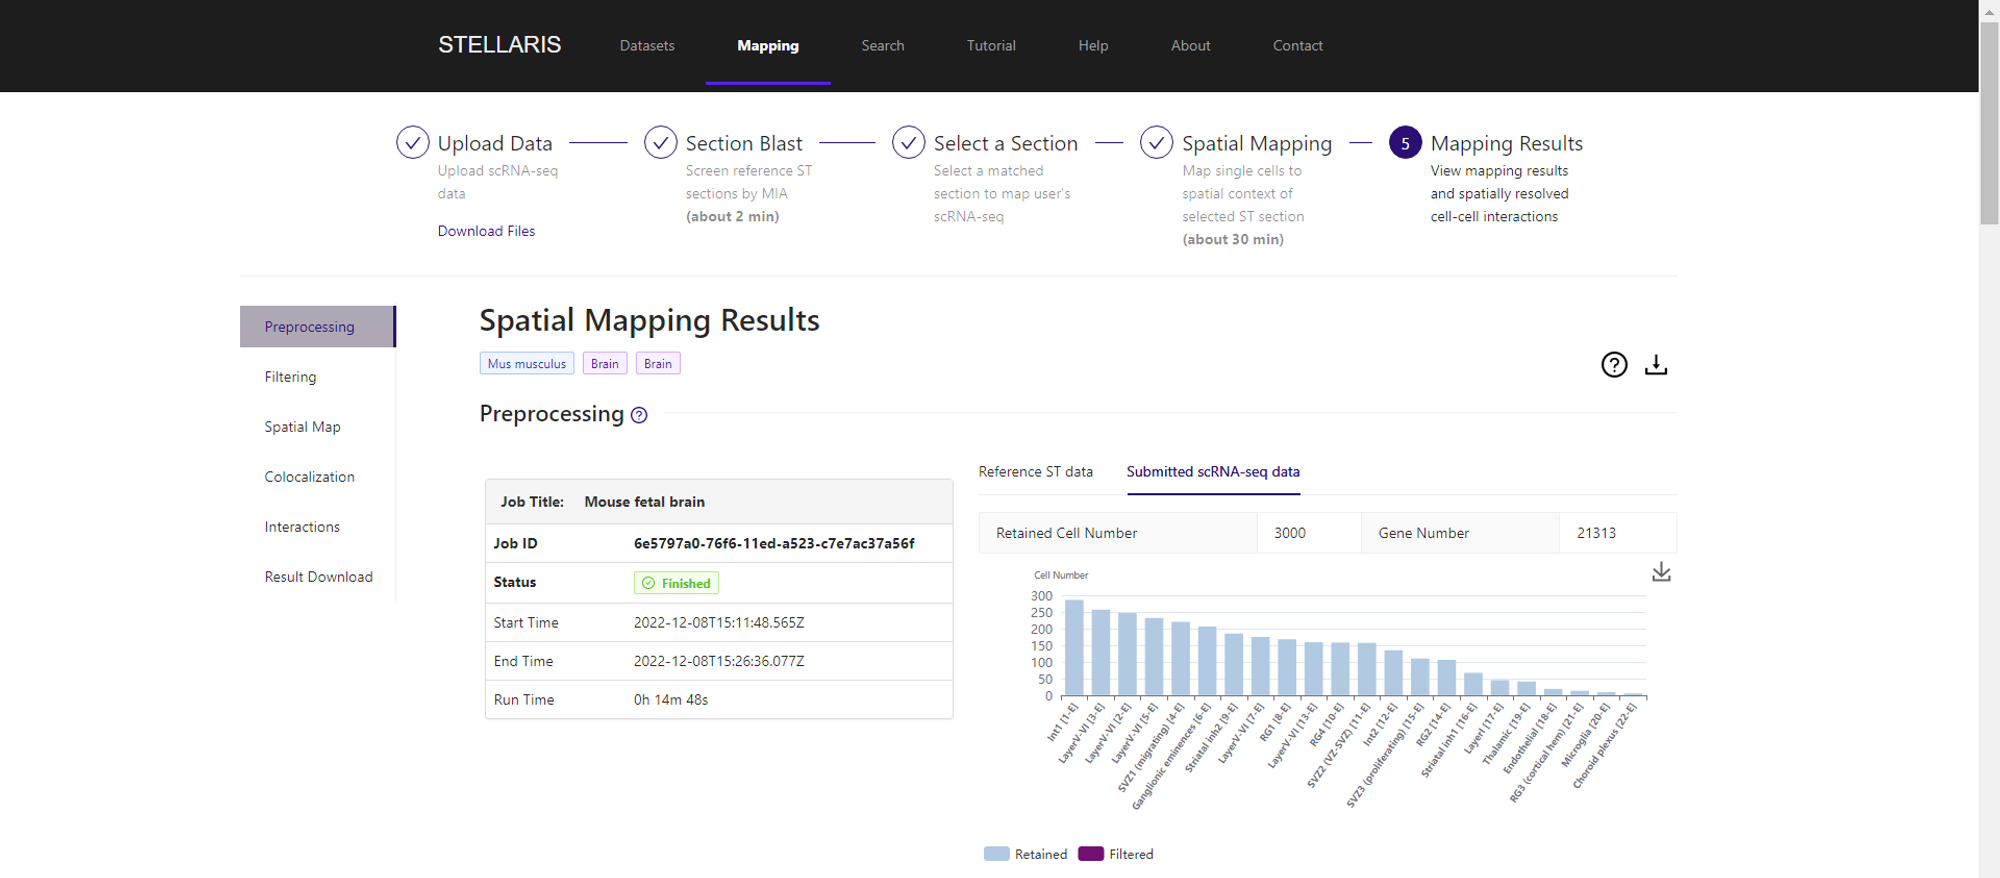 STELLARIS
Datasets
Mapping
Search
Tutorial
Help
About
Contact
Upload Data
Upload scRNA-seq
data
Download Files
Section Blast
Screen reference ST
sections by MIA
(about 2 min)
Select a Section
Select a matched
section to map user's
scRNA-seq
Spatial Mapping
Map single cells to
spatial context of
selected ST section
(about 30 min)
5
Mapping Results
View mapping results
and spatially resolved
cell-cell interactions
Preprocessing
Filtering
Spatial Map
Colocalization
Interactions
Result Download
Spatial Mapping Results
Mus musculus
Brain
Brain
Preprocessing
Job Title: Mouse fetal brain
Job ID 6e5797a0-76f6-11ed-a523-c7e7ac37a56f
Status Finished
Start Time 2022-12-08T15:11:48.565Z
End Time 2022-12-08T15:26:36.077Z
Run Time 0h 14m 48s
Reference ST data
Submitted scRNA-seq data
Retained Cell Number 3000 Gene Number 21313
Cell Number
300
250
200
150
100
50
0
Int1 [1-E]
LayerV-VI [3-E]
LayerV-VI [2-E]
LayerV-VI [5-E]
SVZ1 (migrating) [4-E]
Ganglionic eminences [6-E]
Striatal inh2 [9-E]
LayerV-VI [7-E]
RG1 [8-E]
LayerV-VI [13-E]
RG4 [10-E]
SVZ2 (VZ-SVZ) [11-E]
Int2 [12-E]
SVZ3 (proliferating) [15-E]
RG2 [14-E]
Striatal inh1 [16-E]
LayerI [17-E]
Thalamic [19-E]
Endothelial [18-E]
RG3 (cortical hem) [21-E]
Microglia [20-E]
Choroid plexus [22-E]
Retained
Filtered